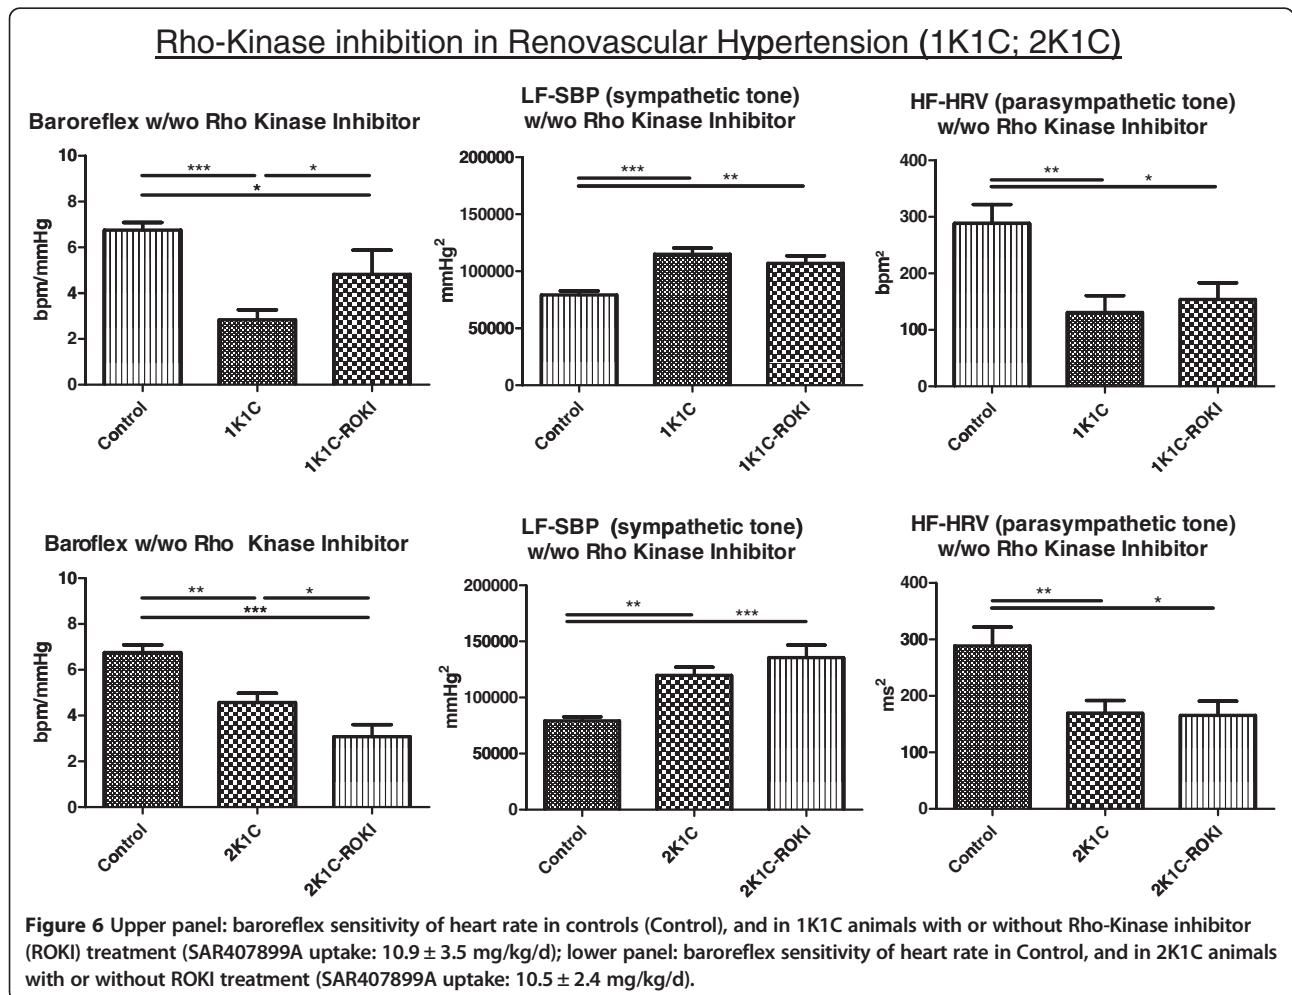 Rho-Kinase inhibition in Renovascular Hypertension (1K1C; 2K1C)
Baroreflex w/wo Rho Kinase Inhibitor
10
8
6
4
2
0
bpm/mmHg
***
*
*
Control
1K1C
1K1C-ROKI
LF-SBP (sympathetic tone)
w/wo Rho Kinase Inhibitor
200000
150000
100000
50000
0
mmHg²
***
**
Control
1K1C
1K1C-ROKI
HF-HRV (parasympathetic tone)
w/wo Rho Kinase Inhibitor
400
300
200
100
0
bpm²
**
*
Control
1K1C
1K1C-ROKI
Baroflex w/wo Rho Kinase Inhibitor
10
8
6
4
2
0
bpm/mmHg
**
*
***
Control
2K1C
2K1C-ROKI
LF-SBP (sympathetic tone)
w/wo Rho Kinase Inhibitor
200000
150000
100000
50000
0
mmHg²
**
***
Control
2K1C
2K1C-ROKI
HF-HRV (parasympathetic tone)
w/wo Rho Kinase Inhibitor
400
300
200
100
0
ms²
**
*
Control
2K1C
2K1C-ROKI
Figure 6 Upper panel: baroreflex sensitivity of heart rate in controls (Control), and in 1K1C animals with or without Rho-Kinase inhibitor
(ROKI) treatment (SAR407899A uptake: 10.9 ± 3.5 mg/kg/d); lower panel: baroreflex sensitivity of heart rate in Control, and in 2K1C animals
with or without ROKI treatment (SAR407899A uptake: 10.5 ± 2.4 mg/kg/d).